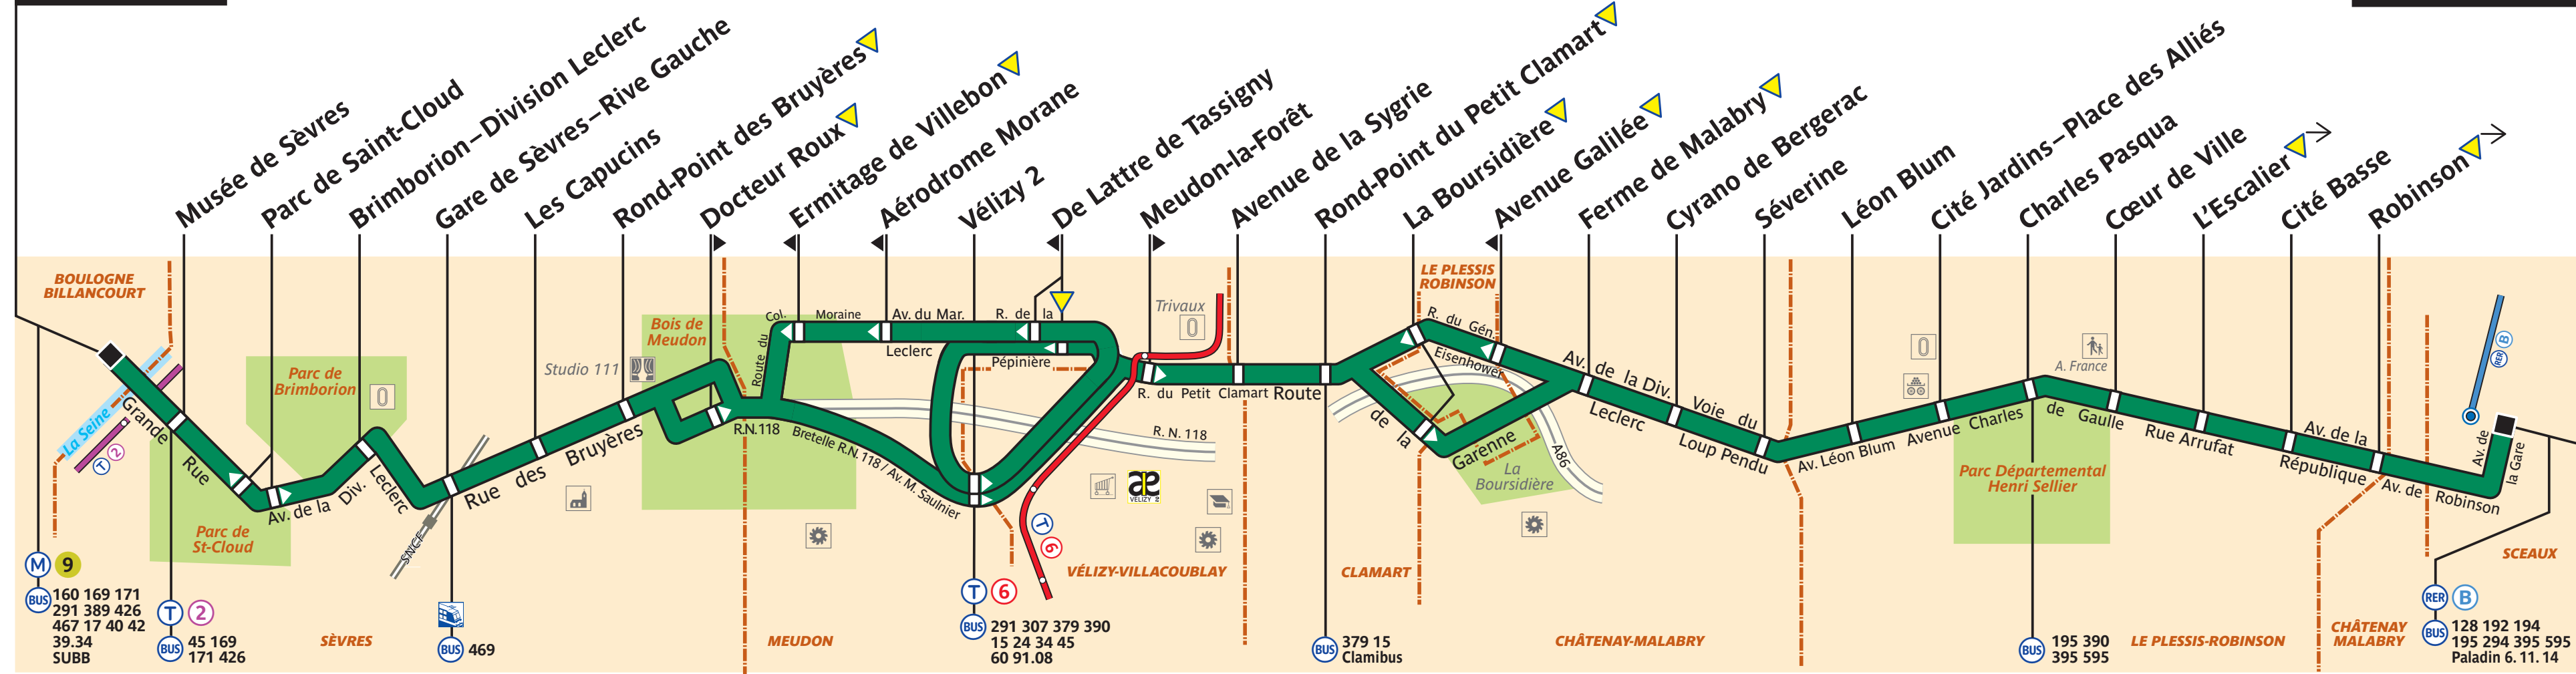 Musée de Sèvres
Parc de Saint-Cloud
Brimborion–Division Leclerc
Gare de Sèvres–Rive Gauche
Les Capucins
Rond-Point des Bruyères
Docteur Roux
Ermitage de Villebon
Aérodrome Morane
Vélizy 2
De Lattre de Tassigny
Meudon-la-Forêt
Avenue de la Sygrie
Rond-Point du Petit Clamart
La Boursidière
Avenue Galilée
Ferme de Malabry
Cyrano de Bergerac
Séverine
Léon Blum
Cité Jardins–Place des Alliés
Charles Pasqua
Cœur de Ville
L'Escalier
Cité Basse
Robinson
BOULOGNE
BILLANCOURT
La Seine
T 2
Grande
Rue
Parc de
Brimborion
Av. de la Div.
Leclerc
Parc de
St-Cloud
SNCF
Rue des Bruyères
Studio 111
Bois de
Meudon
R.N.118
Route du
Col.
Moraine
Av. du Mar.
Leclerc
R. de la
Pépinière
Bretelle R.N. 118 / Av. M. Saulnier
R. N. 118
VÉLIZY 2
T 6
Trivaux
R. du Petit Clamart
Route
de la
Garenne
LE PLESSIS
ROBINSON
R. du Gén.
Eisenhower
La
Boursidière
A86
Av. de la Div.
Leclerc
Voie du
Loup Pendu
Av. Léon Blum
Avenue Charles de Gaulle
A. France
Parc Départemental
Henri Sellier
Rue Arrufat
Av. de la
République
Av. de Robinson
Av. de
la Gare
RER B
M 9
BUS 160 169 171
291 389 426
467 17 40 42
39.34
SUBB
T 2
BUS 45 169
171 426
SÈVRES
BUS 469
MEUDON
T 6
BUS 291 307 379 390
15 24 34 45
60 91.08
VÉLIZY-VILLACOUBLAY
CLAMART
BUS 379 15
Clamibus
CHÂTENAY-MALABRY
BUS 195 390
395 595
LE PLESSIS-ROBINSON
CHÂTENAY
MALABRY
SCEAUX
RER B
BUS 128 192 194
195 294 395 595
Paladin 6. 11. 14